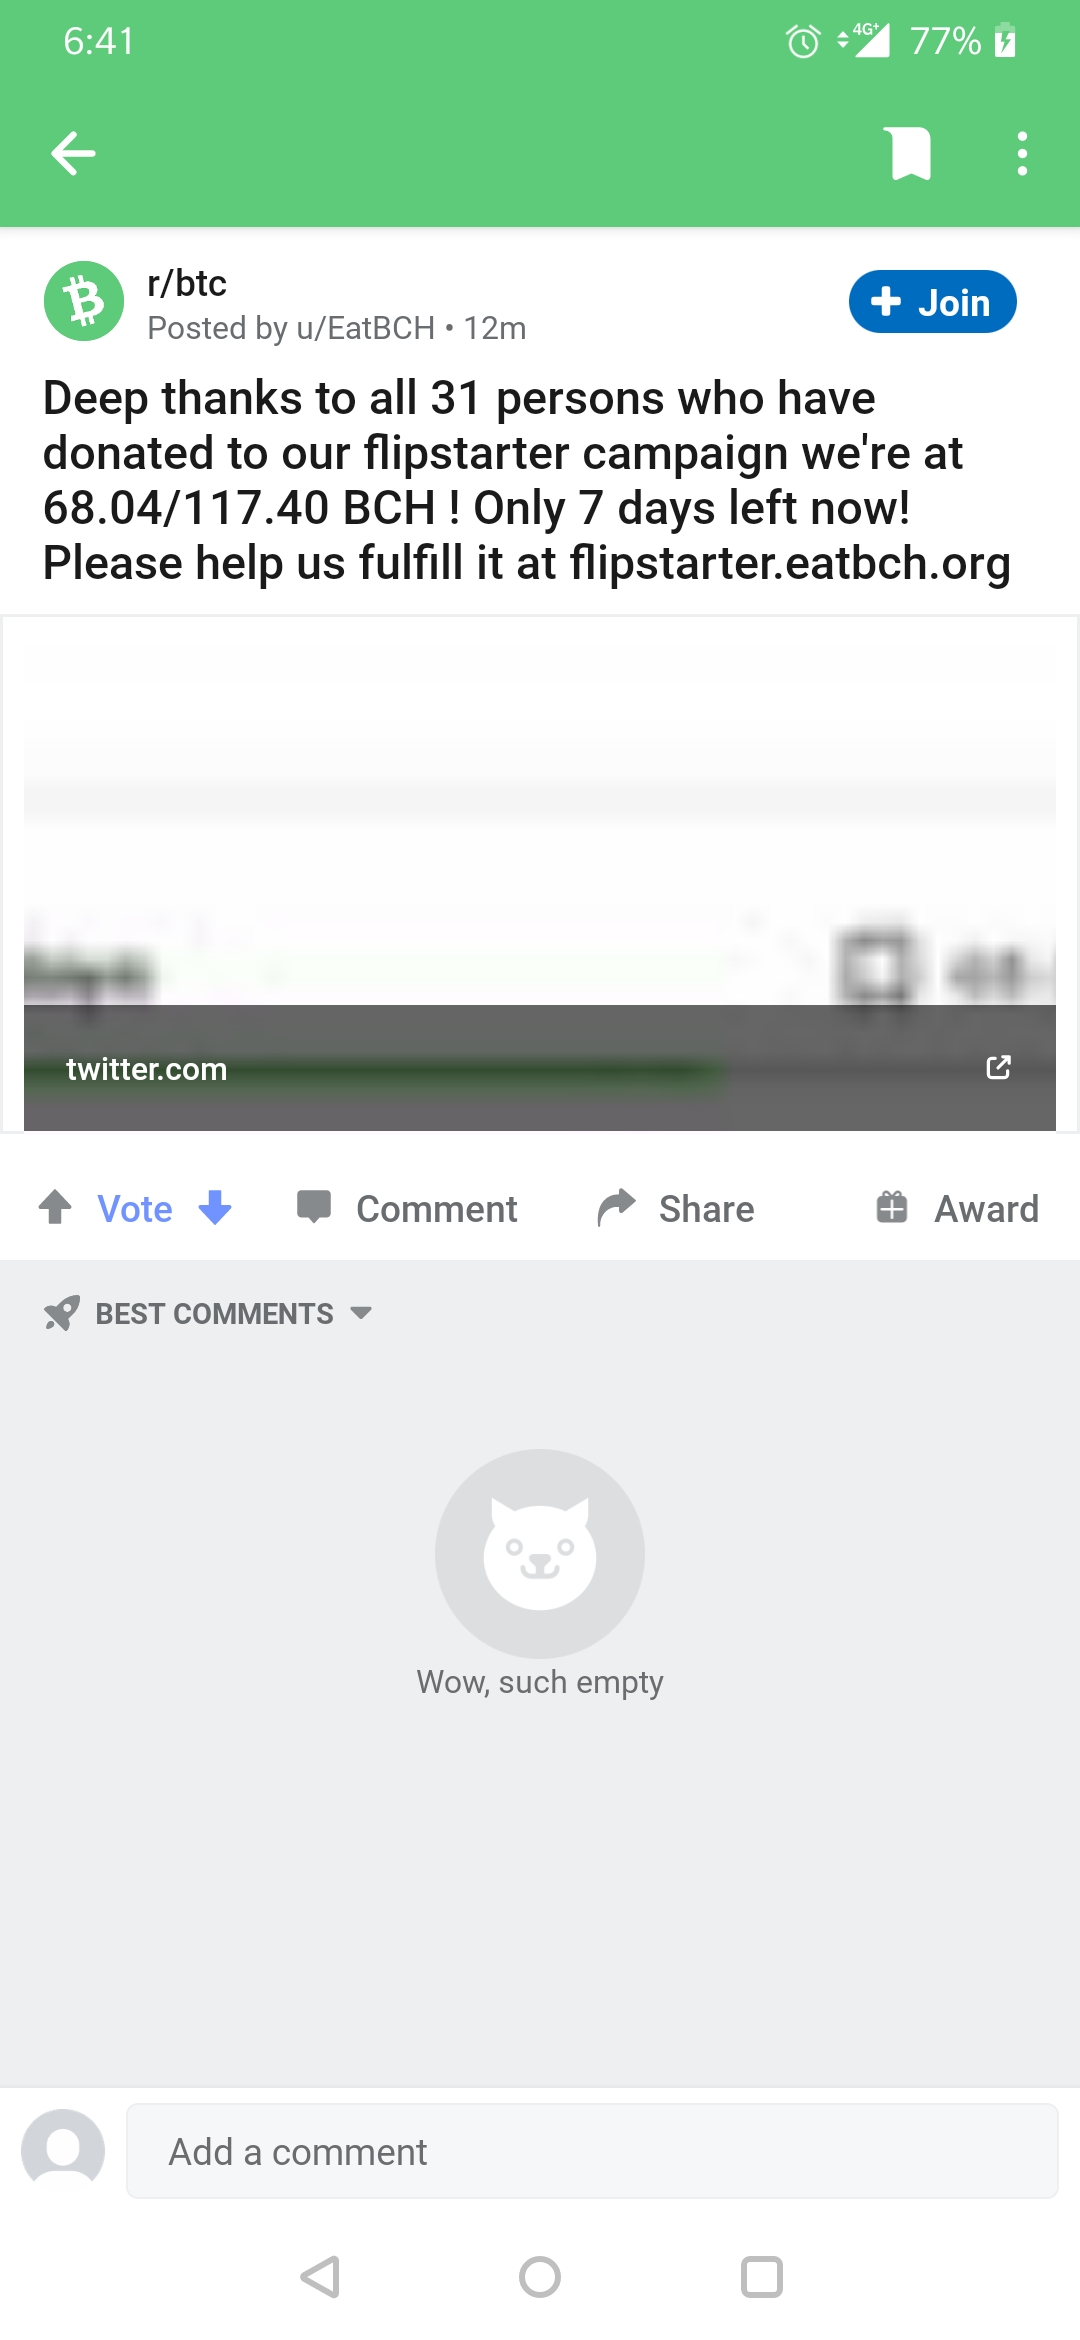 6:41
4G+ 77%
r/btc
Posted by u/EatBCH • 12m
+ Join
Deep thanks to all 31 persons who have
donated to our flipstarter campaign we're at
68.04/117.40 BCH ! Only 7 days left now!
Please help us fulfill it at flipstarter.eatbch.org
twitter.com
Vote Comment Share Award
BEST COMMENTS
Wow, such empty
Add a comment